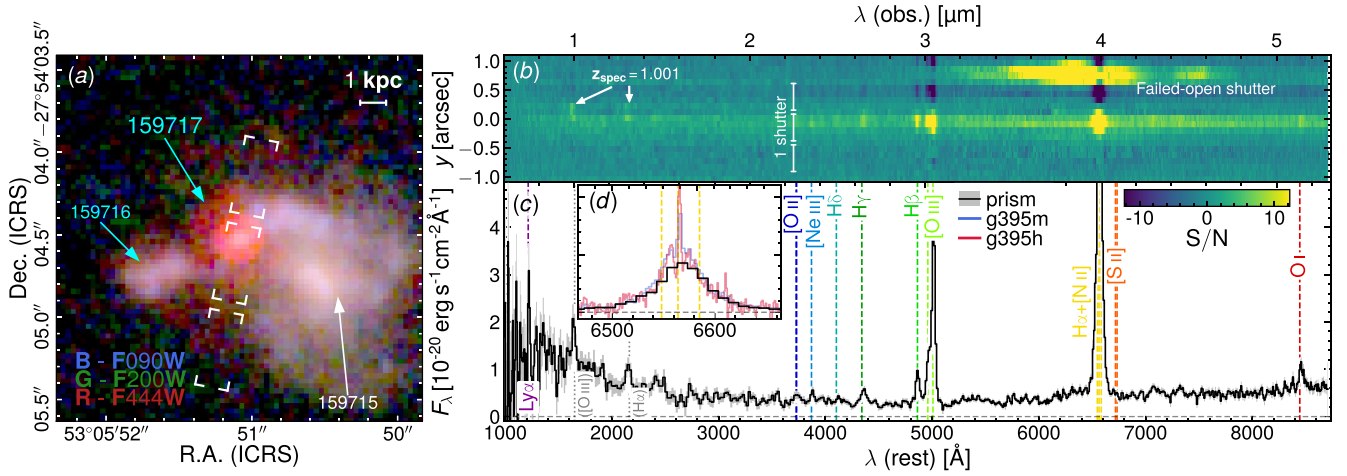 (a)
1 kpc
159717
159716
159715
B - F090W
G - F200W
R - F444W
Dec. (ICRS)
−27°54′03.5″
04.0″
04.5″
05.0″
05.5″
53°05′52″
51″
50″
R.A. (ICRS)
λ (obs.) [μm]
1 2 3 4 5
(b)
z_spec = 1.001
1 shutter
Failed-open shutter
y [arcsec]
1.0
0.5
0.0
−0.5
−1.0
(c)
(d)
6500 6600
prism
g395m
g395h
−10 0 10
S/N
Lyα
([O III])
(Hα)
[O II]
[Ne III]
Hδ
Hγ
Hβ
[O III]
Hα+[N II]
[S II]
O I
F_λ [10⁻²⁰ erg s⁻¹ cm⁻² Å⁻¹]
4
3
2
1
0
1000 2000 3000 4000 5000 6000 7000 8000
λ (rest) [Å]